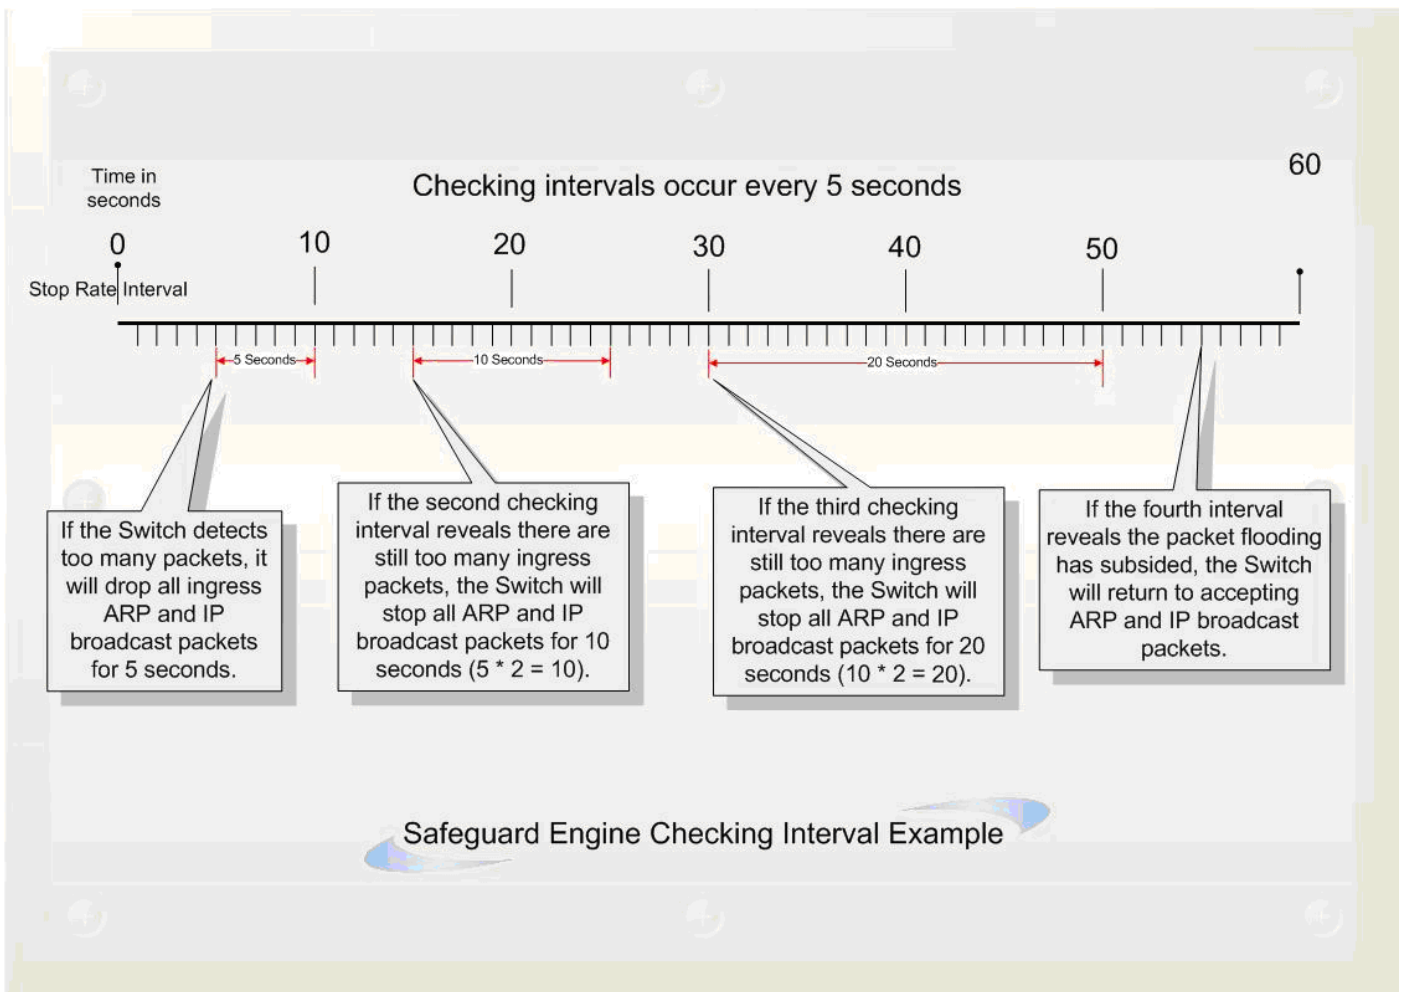 60
Time in
seconds
Checking intervals occur every 5 seconds
0
10
20
30
40
50
Stop Rate Interval
5 Seconds
10 Seconds
20 Seconds
If the Switch detects
too many packets, it
will drop all ingress
ARP and IP
broadcast packets
for 5 seconds.
If the second checking
interval reveals there are
still too many ingress
packets, the Switch will
stop all ARP and IP
broadcast packets for 10
seconds (5 * 2 = 10).
If the third checking
interval reveals there are
still too many ingress
packets, the Switch will
stop all ARP and IP
broadcast packets for 20
seconds (10 * 2 = 20).
If the fourth interval
reveals the packet flooding
has subsided, the Switch
will return to accepting
ARP and IP broadcast
packets.
Safeguard Engine Checking Interval Example